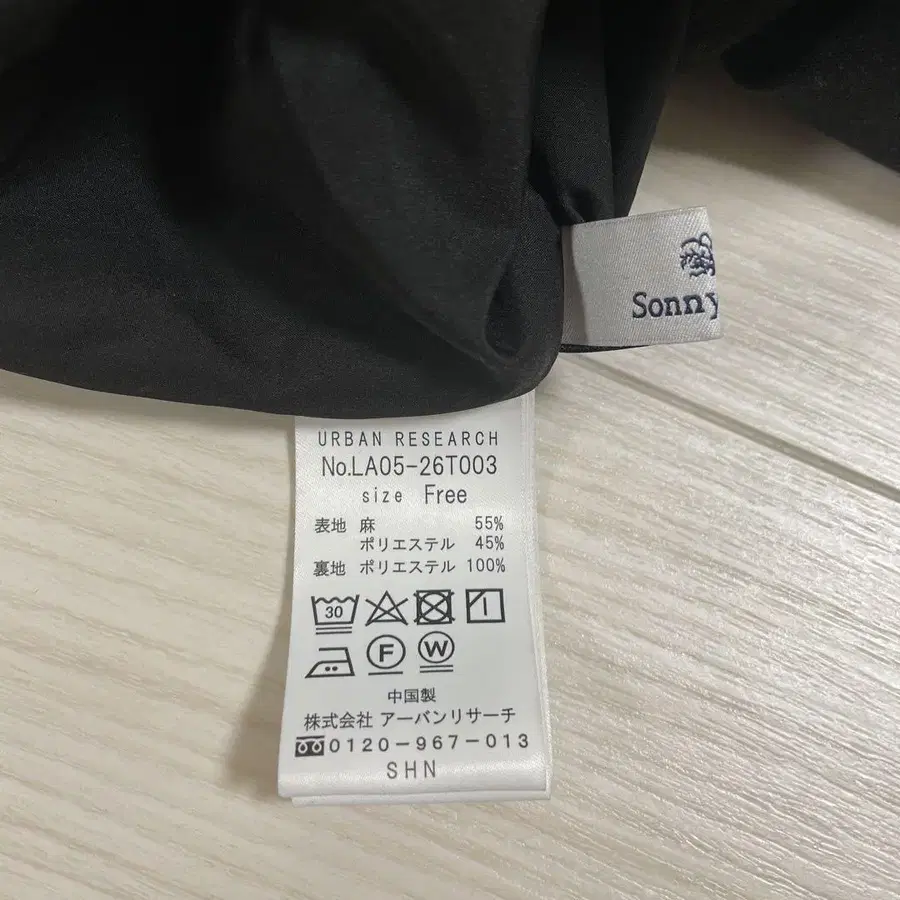 Sonny
URBAN RESEARCH
No.LA05-26T003
size Free
表地 麻 55%
ポリエステル 45%
裏地 ポリエステル 100%
30
F W
中国製
株式会社 アーバンリサーチ
0120-967-013
SHN